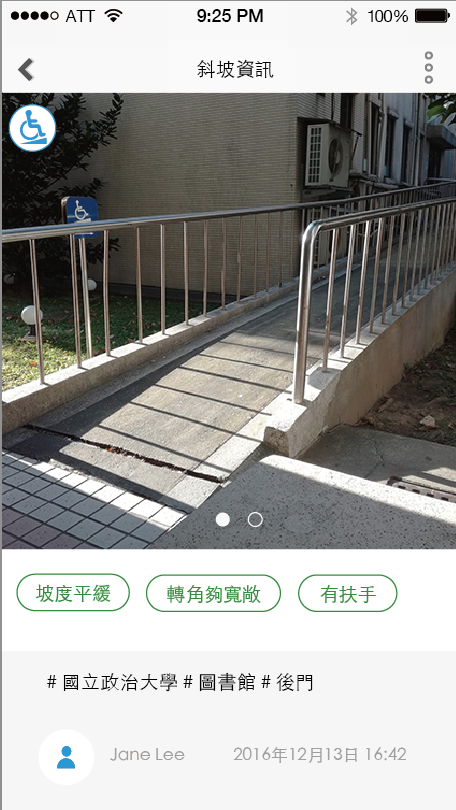 ATT 9:25 PM 100%
斜坡資訊
坡度平緩 轉角夠寬敞 有扶手
# 國立政治大學 # 圖書館 # 後門
Jane Lee 2016年12月13日 16:42